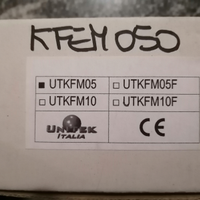 KFEM050
■ UTKFM05 □ UTKFM05F
□ UTKFM10 □ UTKFM10F
UNITEK
ITALIA
CE